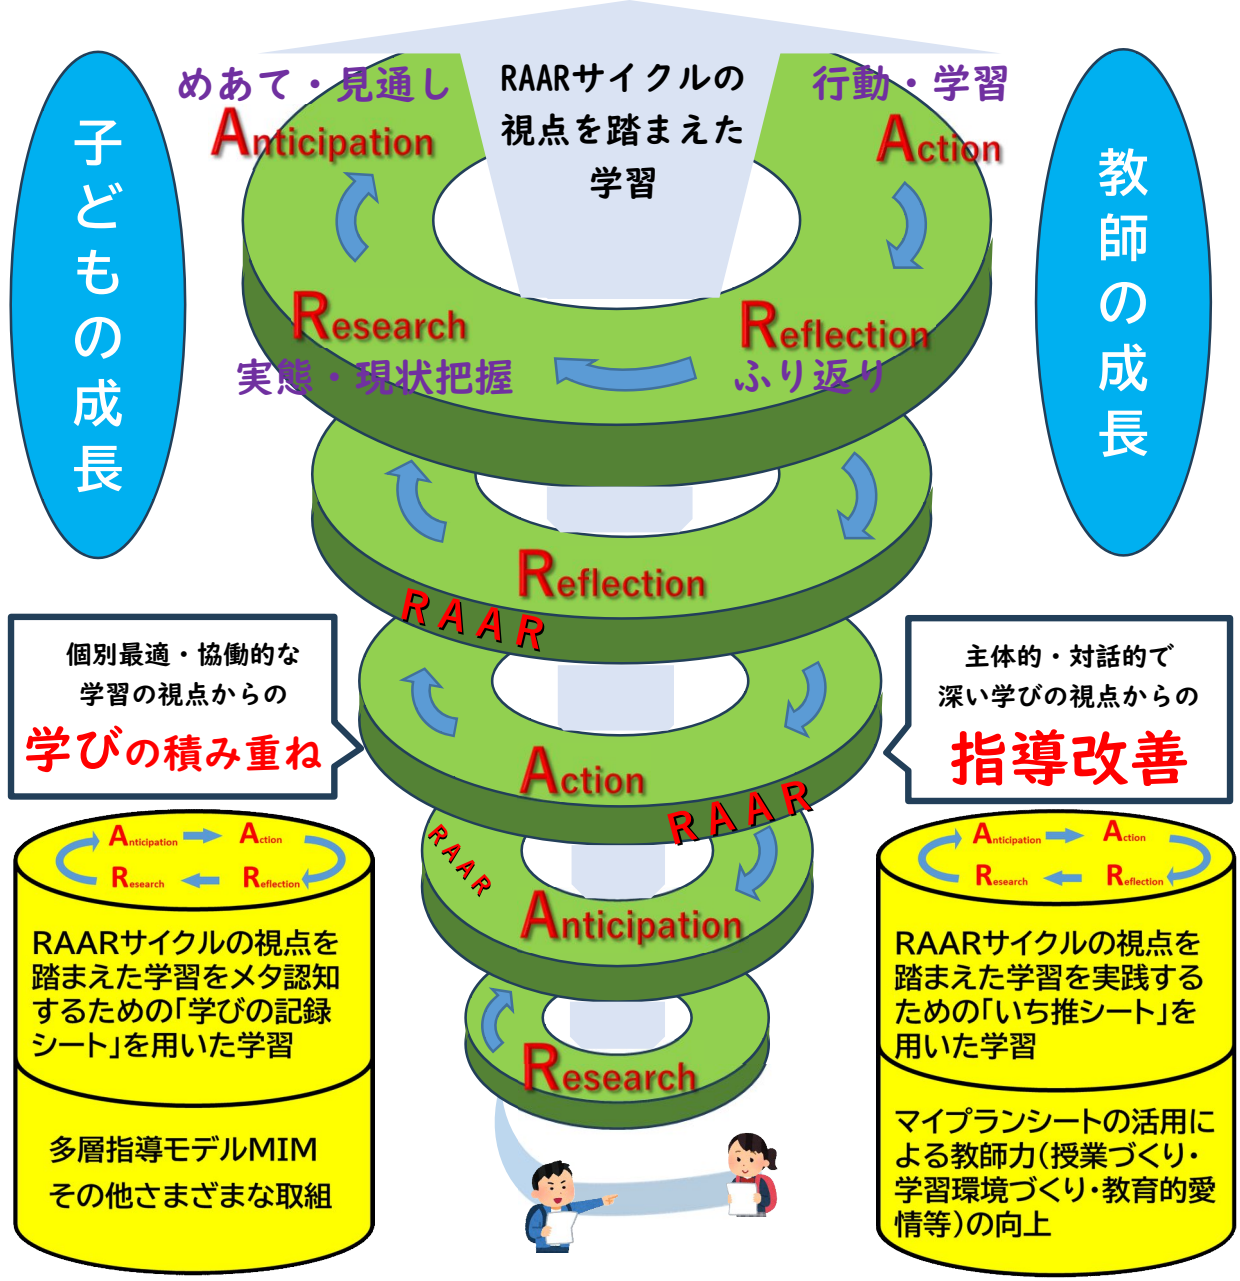 RAARサイクルの
視点を踏まえた
学習
めあて・見通し
Anticipation
行動・学習
Action
Research
実態・現状把握
Reflection
ふり返り
子どもの成長
教師の成長
Reflection
RAAR
Action
RAAR
RAAR
Anticipation
Research
個別最適・協働的な
学習の視点からの
学びの積み重ね
主体的・対話的で
深い学びの視点からの
指導改善
Anticipation
Action
Research
Reflection
RAARサイクルの視点を
踏まえた学習をメタ認知
するための「学びの記録
シート」を用いた学習
多層指導モデルMIM
その他さまざまな取組
Anticipation
Action
Research
Reflection
RAARサイクルの視点を
踏まえた学習を実践する
ための「いち推シート」を
用いた学習
マイプランシートの活用に
よる教師力(授業づくり・
学習環境づくり・教育的愛
情等)の向上